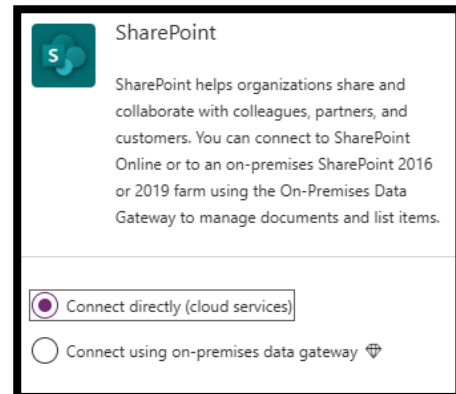 S
SharePoint
SharePoint helps organizations share and
collaborate with colleagues, partners, and
customers. You can connect to SharePoint
Online or to an on-premises SharePoint 2016
or 2019 farm using the On-Premises Data
Gateway to manage documents and list items.
Connect directly (cloud services)
Connect using on-premises data gateway